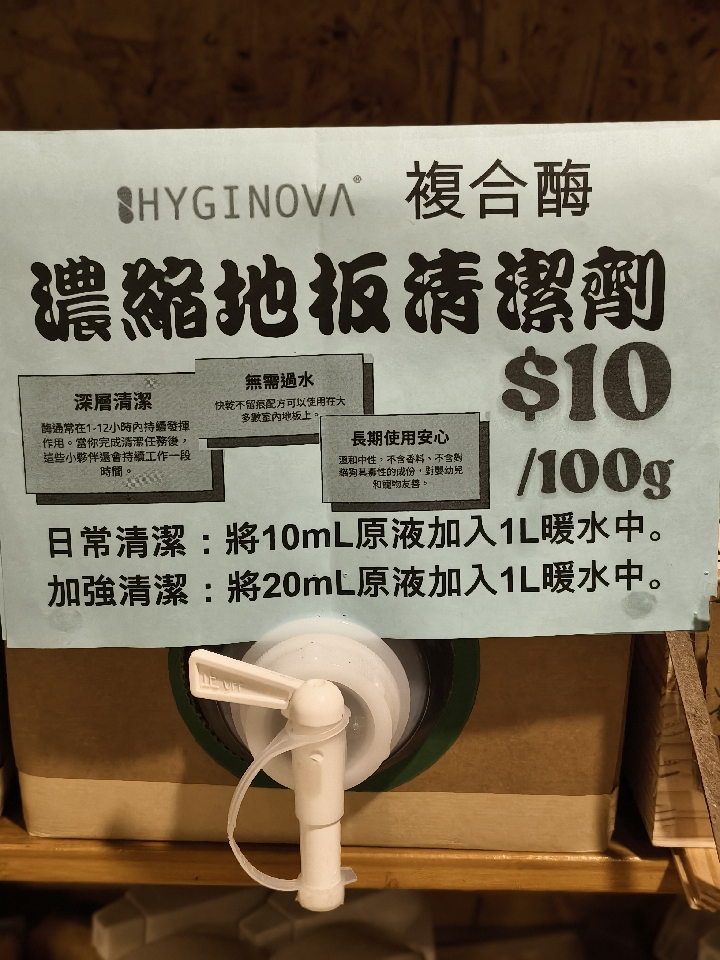 HYGINOVA® 複合酶
濃縮地板清潔劑
$10
/100g
深層清潔
酶通常在1-12小時內持續發揮
作用。當你完成清潔任務後，
這些小夥伴還會持續工作一段
時間。
無需過水
快乾不留痕配方可以使用在大
多數室內地板上。
長期使用安心
溫和中性，不含香料、不含對
貓狗具毒性的成份，對嬰幼兒
和寵物友善。
日常清潔：將10mL原液加入1L暖水中。
加強清潔：將20mL原液加入1L暖水中。